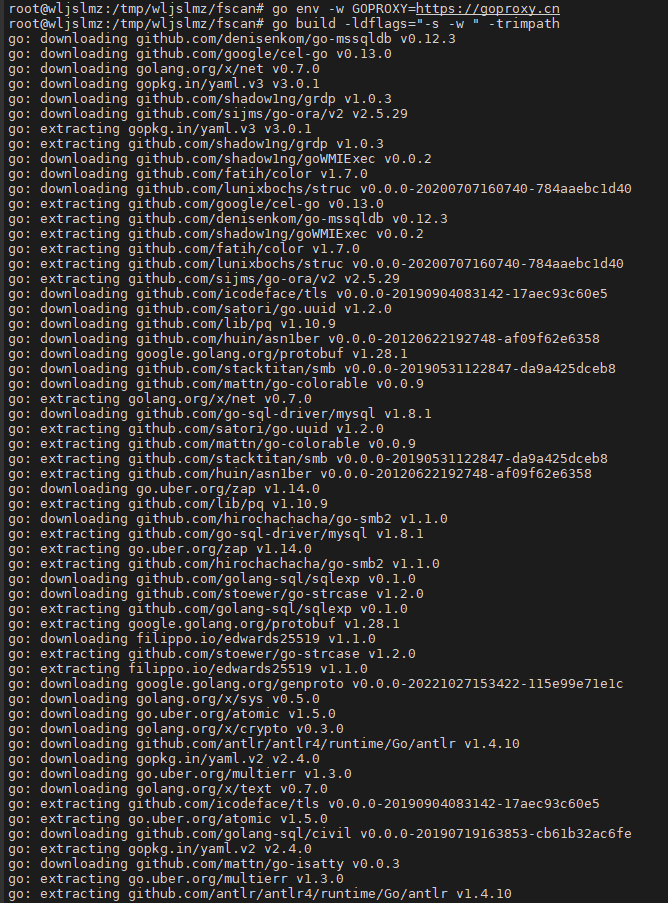 root@wljslmz:/tmp/wljslmz/fscan# go env -w GOPROXY=https://goproxy.cn
root@wljslmz:/tmp/wljslmz/fscan# go build -ldflags="-s -w " -trimpath
go: downloading github.com/denisenkom/go-mssqldb v0.12.3
go: downloading github.com/google/cel-go v0.13.0
go: downloading golang.org/x/net v0.7.0
go: downloading gopkg.in/yaml.v3 v3.0.1
go: downloading github.com/shadow1ng/grdp v1.0.3
go: downloading github.com/sijms/go-ora/v2 v2.5.29
go: extracting gopkg.in/yaml.v3 v3.0.1
go: extracting github.com/shadow1ng/grdp v1.0.3
go: downloading github.com/shadow1ng/goWMIExec v0.0.2
go: downloading github.com/fatih/color v1.7.0
go: downloading github.com/lunixbochs/struc v0.0.0-20200707160740-784aaebc1d40
go: extracting github.com/google/cel-go v0.13.0
go: extracting github.com/denisenkom/go-mssqldb v0.12.3
go: extracting github.com/shadow1ng/goWMIExec v0.0.2
go: extracting github.com/fatih/color v1.7.0
go: extracting github.com/lunixbochs/struc v0.0.0-20200707160740-784aaebc1d40
go: extracting github.com/sijms/go-ora/v2 v2.5.29
go: downloading github.com/icodeface/tls v0.0.0-20190904083142-17aec93c60e5
go: downloading github.com/satori/go.uuid v1.2.0
go: downloading github.com/lib/pq v1.10.9
go: downloading github.com/huin/asn1ber v0.0.0-20120622192748-af09f62e6358
go: downloading google.golang.org/protobuf v1.28.1
go: downloading github.com/stacktitan/smb v0.0.0-20190531122847-da9a425dceb8
go: downloading github.com/mattn/go-colorable v0.0.9
go: extracting golang.org/x/net v0.7.0
go: downloading github.com/go-sql-driver/mysql v1.8.1
go: extracting github.com/satori/go.uuid v1.2.0
go: extracting github.com/mattn/go-colorable v0.0.9
go: extracting github.com/stacktitan/smb v0.0.0-20190531122847-da9a425dceb8
go: extracting github.com/huin/asn1ber v0.0.0-20120622192748-af09f62e6358
go: downloading go.uber.org/zap v1.14.0
go: extracting github.com/lib/pq v1.10.9
go: downloading github.com/hirochachacha/go-smb2 v1.1.0
go: extracting github.com/go-sql-driver/mysql v1.8.1
go: extracting go.uber.org/zap v1.14.0
go: extracting github.com/hirochachacha/go-smb2 v1.1.0
go: downloading github.com/golang-sql/sqlexp v0.1.0
go: downloading github.com/stoewer/go-strcase v1.2.0
go: extracting github.com/golang-sql/sqlexp v0.1.0
go: extracting google.golang.org/protobuf v1.28.1
go: downloading filippo.io/edwards25519 v1.1.0
go: extracting github.com/stoewer/go-strcase v1.2.0
go: extracting filippo.io/edwards25519 v1.1.0
go: downloading google.golang.org/genproto v0.0.0-20221027153422-115e99e71e1c
go: downloading golang.org/x/sys v0.5.0
go: downloading go.uber.org/atomic v1.5.0
go: downloading golang.org/x/crypto v0.3.0
go: downloading github.com/antlr/antlr4/runtime/Go/antlr v1.4.10
go: downloading gopkg.in/yaml.v2 v2.4.0
go: downloading go.uber.org/multierr v1.3.0
go: downloading golang.org/x/text v0.7.0
go: extracting github.com/icodeface/tls v0.0.0-20190904083142-17aec93c60e5
go: extracting go.uber.org/atomic v1.5.0
go: downloading github.com/golang-sql/civil v0.0.0-20190719163853-cb61b32ac6fe
go: extracting gopkg.in/yaml.v2 v2.4.0
go: downloading github.com/mattn/go-isatty v0.0.3
go: extracting go.uber.org/multierr v1.3.0
go: extracting github.com/antlr/antlr4/runtime/Go/antlr v1.4.10